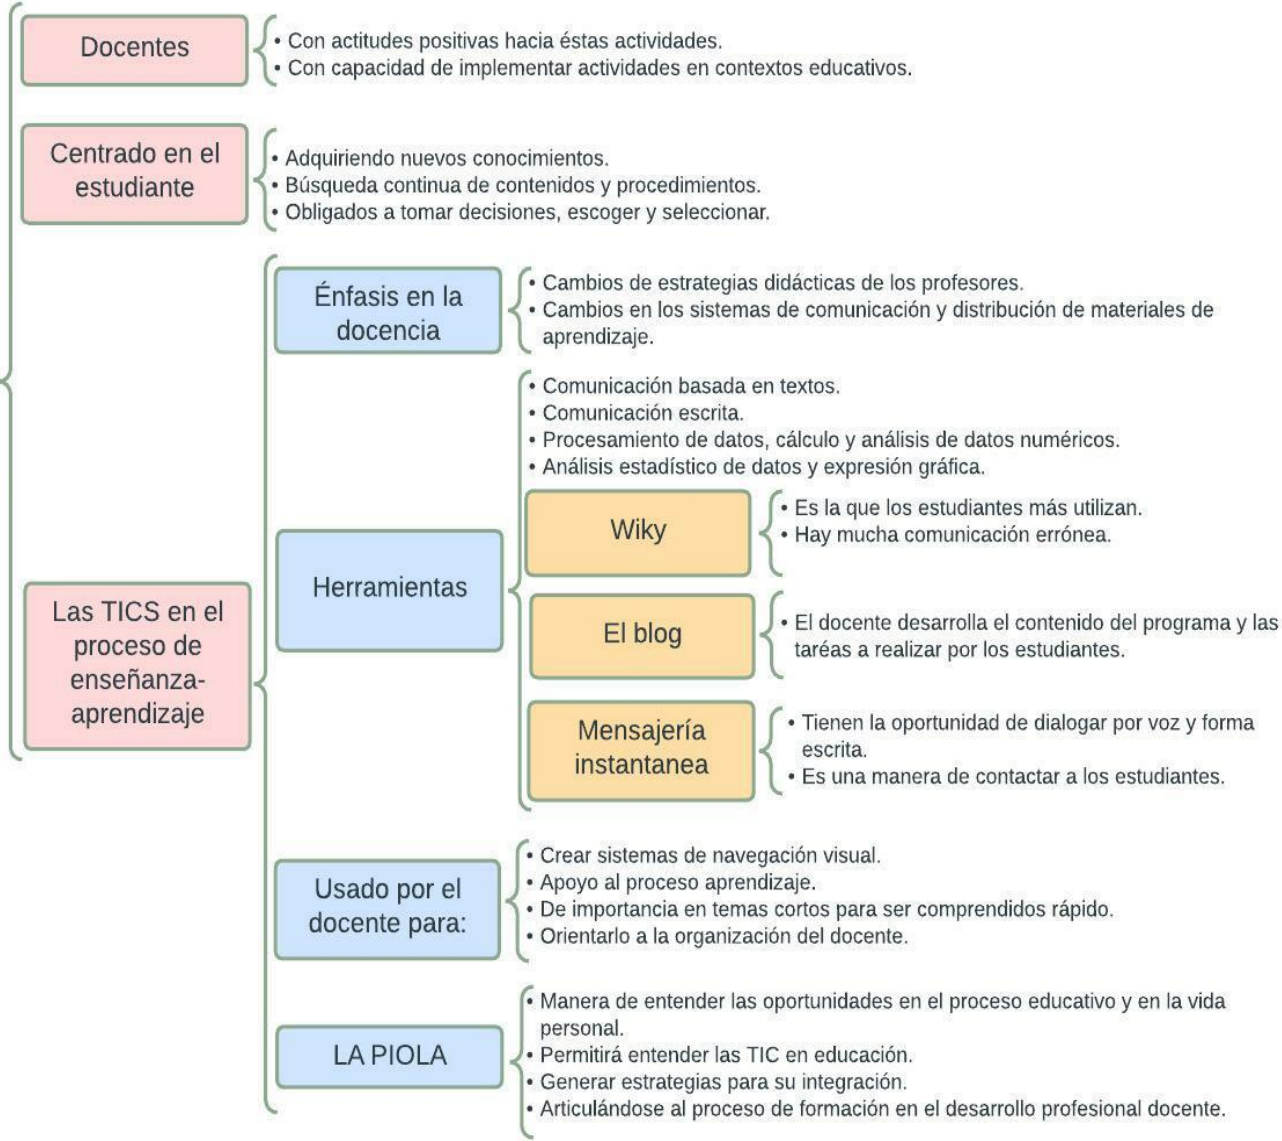 Docentes
• Con actitudes positivas hacia éstas actividades.
• Con capacidad de implementar actividades en contextos educativos.
Centrado en el
estudiante
• Adquiriendo nuevos conocimientos.
• Búsqueda continua de contenidos y procedimientos.
• Obligados a tomar decisiones, escoger y seleccionar.
Las TICS en el
proceso de
enseñanza-
aprendizaje
Énfasis en la
docencia
• Cambios de estrategias didácticas de los profesores.
• Cambios en los sistemas de comunicación y distribución de materiales de
aprendizaje.
Herramientas
• Comunicación basada en textos.
• Comunicación escrita.
• Procesamiento de datos, cálculo y análisis de datos numéricos.
• Análisis estadístico de datos y expresión gráfica.
Wiky
• Es la que los estudiantes más utilizan.
• Hay mucha comunicación errónea.
El blog
• El docente desarrolla el contenido del programa y las
taréas a realizar por los estudiantes.
Mensajería
instantanea
• Tienen la oportunidad de dialogar por voz y forma
escrita.
• Es una manera de contactar a los estudiantes.
Usado por el
docente para:
• Crear sistemas de navegación visual.
• Apoyo al proceso aprendizaje.
• De importancia en temas cortos para ser comprendidos rápido.
• Orientarlo a la organización del docente.
LA PIOLA
• Manera de entender las oportunidades en el proceso educativo y en la vida
personal.
• Permitirá entender las TIC en educación.
• Generar estrategias para su integración.
• Articulándose al proceso de formación en el desarrollo profesional docente.